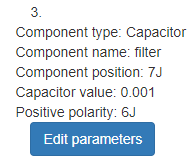 3.
Component type: Capacitor
Component name: filter
Component position: 7J
Capacitor value: 0.001
Positive polarity: 6J
Edit parameters